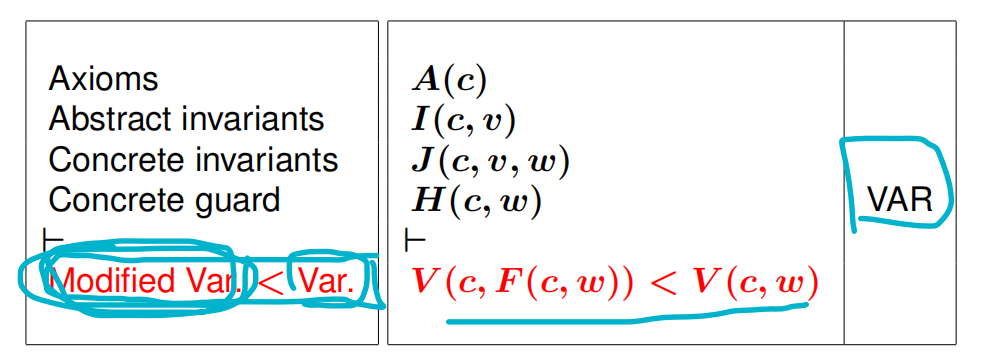 Axioms
Abstract invariants
Concrete invariants
Concrete guard
⊢
Modified Var. < Var.
A(c)
I(c, v)
J(c, v, w)
H(c, w)
⊢
V(c, F(c, w)) < V(c, w)
VAR